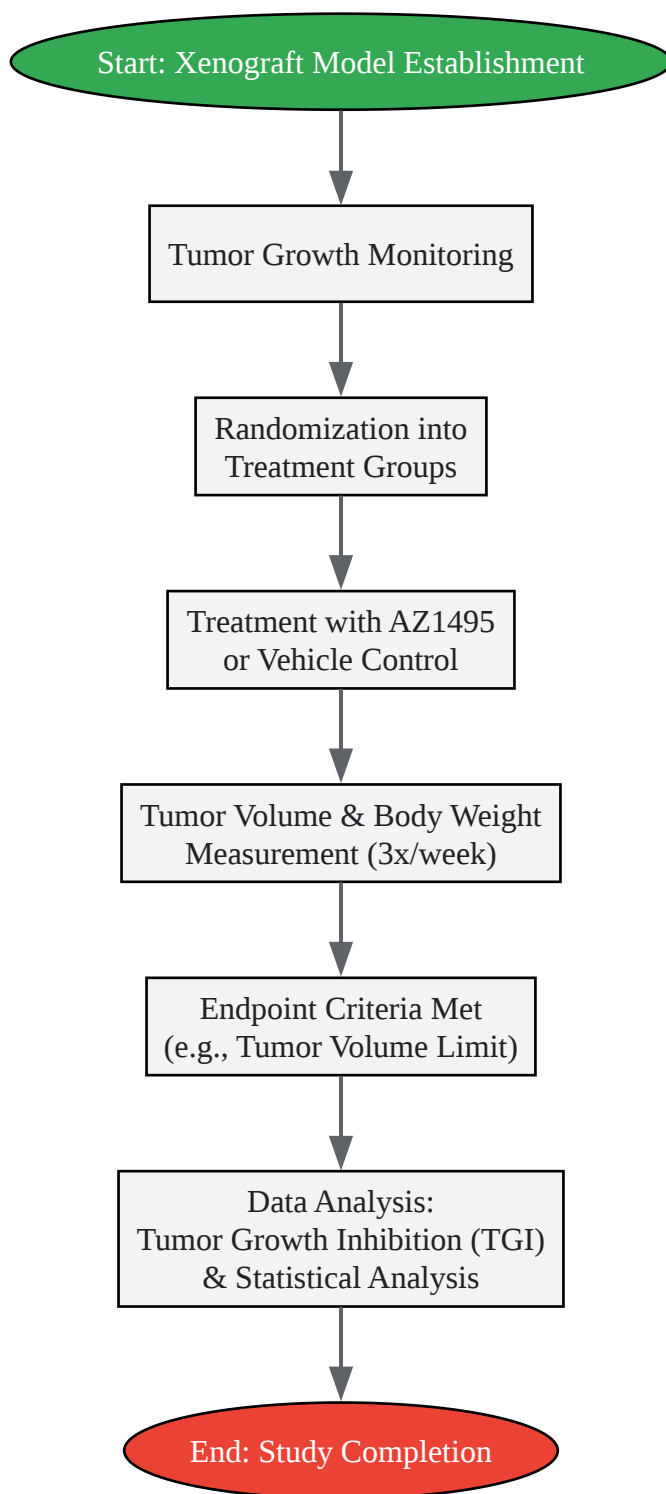 Start: Xenograft Model Establishment
Tumor Growth Monitoring
Randomization into
Treatment Groups
Treatment with AZ1495
or Vehicle Control
Tumor Volume & Body Weight
Measurement (3x/week)
Endpoint Criteria Met
(e.g., Tumor Volume Limit)
Data Analysis:
Tumor Growth Inhibition (TGI)
& Statistical Analysis
End: Study Completion